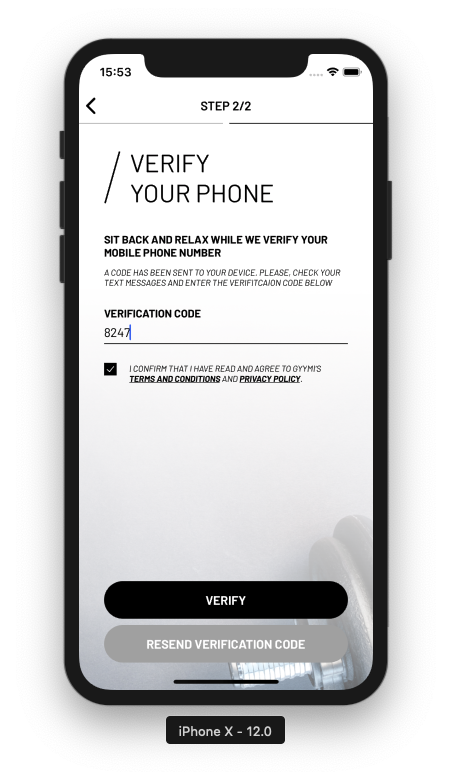 15:53
STEP 2/2
VERIFY
YOUR PHONE
SIT BACK AND RELAX WHILE WE VERIFY YOUR
MOBILE PHONE NUMBER
A CODE HAS BEEN SENT TO YOUR DEVICE. PLEASE, CHECK YOUR
TEXT MESSAGES AND ENTER THE VERIFITCAION CODE BELOW
VERIFICATION CODE
8247
I CONFIRM THAT I HAVE READ AND AGREE TO GYYMI'S
TERMS AND CONDITIONS AND PRIVACY POLICY.
VERIFY
RESEND VERIFICATION CODE
iPhone X - 12.0